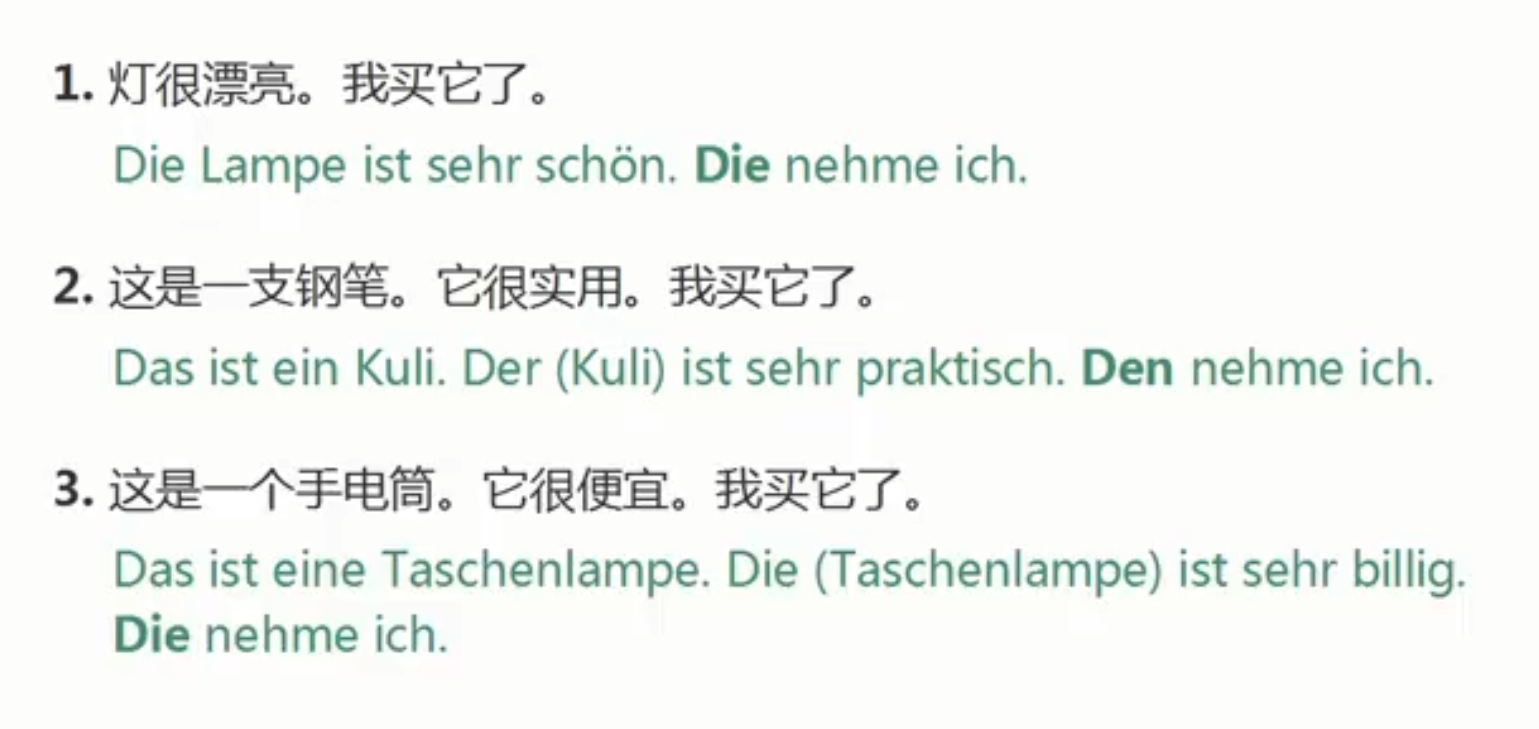 1. 灯很漂亮。我买它了。
Die Lampe ist sehr schön. Die nehme ich.
2. 这是一支钢笔。它很实用。我买它了。
Das ist ein Kuli. Der (Kuli) ist sehr praktisch. Den nehme ich.
3. 这是一个手电筒。它很便宜。我买它了。
Das ist eine Taschenlampe. Die (Taschenlampe) ist sehr billig.
Die nehme ich.